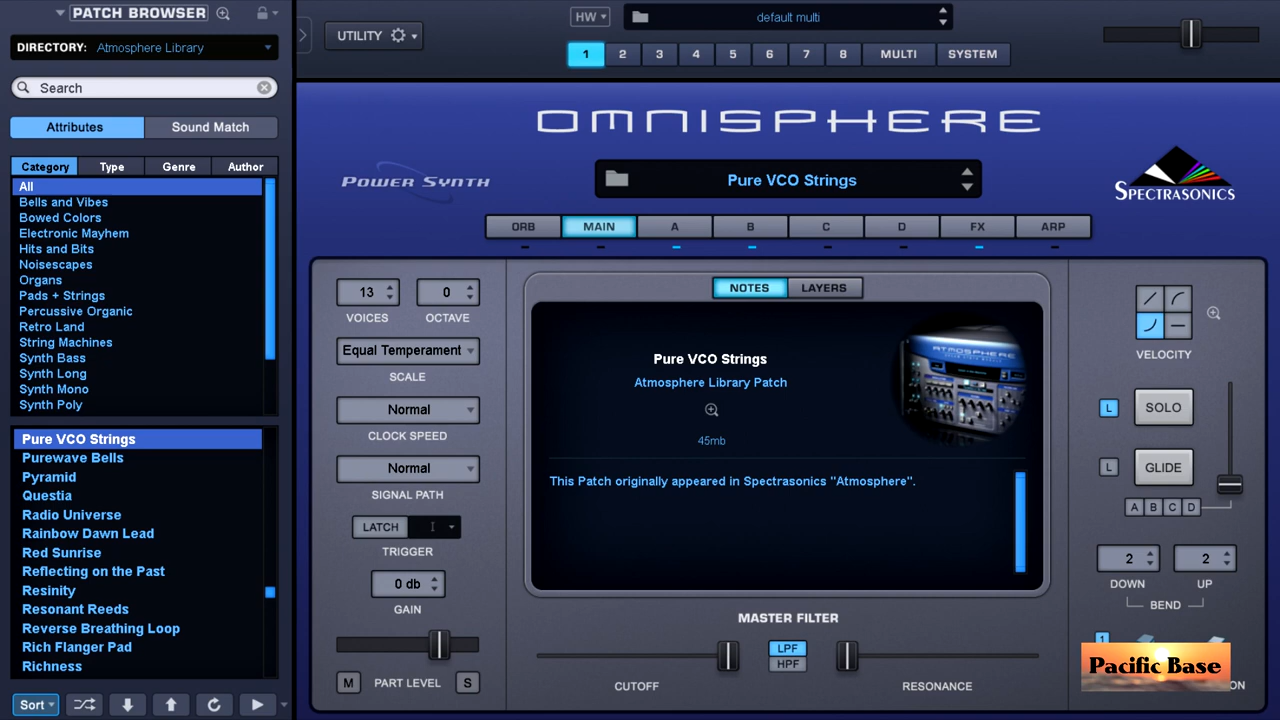 PATCH BROWSER
DIRECTORY: Atmosphere Library
Search
Attributes
Sound Match
Category
Type
Genre
Author
All
Bells and Vibes
Bowed Colors
Electronic Mayhem
Hits and Bits
Noisescapes
Organs
Pads + Strings
Percussive Organic
Retro Land
String Machines
Synth Bass
Synth Long
Synth Mono
Synth Poly
Pure VCO Strings
Purewave Bells
Pyramid
Questia
Radio Universe
Rainbow Dawn Lead
Red Sunrise
Reflecting on the Past
Resinity
Resonant Reeds
Reverse Breathing Loop
Rich Flanger Pad
Richness
Sort
UTILITY
HW
default multi
1 2 3 4 5 6 7 8 MULTI SYSTEM
OMNISPHERE
POWER SYNTH
Pure VCO Strings
SPECTRASONICS
ORB MAIN A B C D FX ARP
13
VOICES
0
OCTAVE
Equal Temperament
SCALE
Normal
CLOCK SPEED
Normal
SIGNAL PATH
LATCH
TRIGGER
0 db
GAIN
M PART LEVEL S
NOTES LAYERS
Pure VCO Strings
Atmosphere Library Patch
45mb
ATMOSPHERE
This Patch originally appeared in Spectrasonics "Atmosphere".
MASTER FILTER
LPF
HPF
CUTOFF
RESONANCE
VELOCITY
L SOLO
L GLIDE
A B C D
2
DOWN
2
UP
BEND
1
Pacific Base
ON